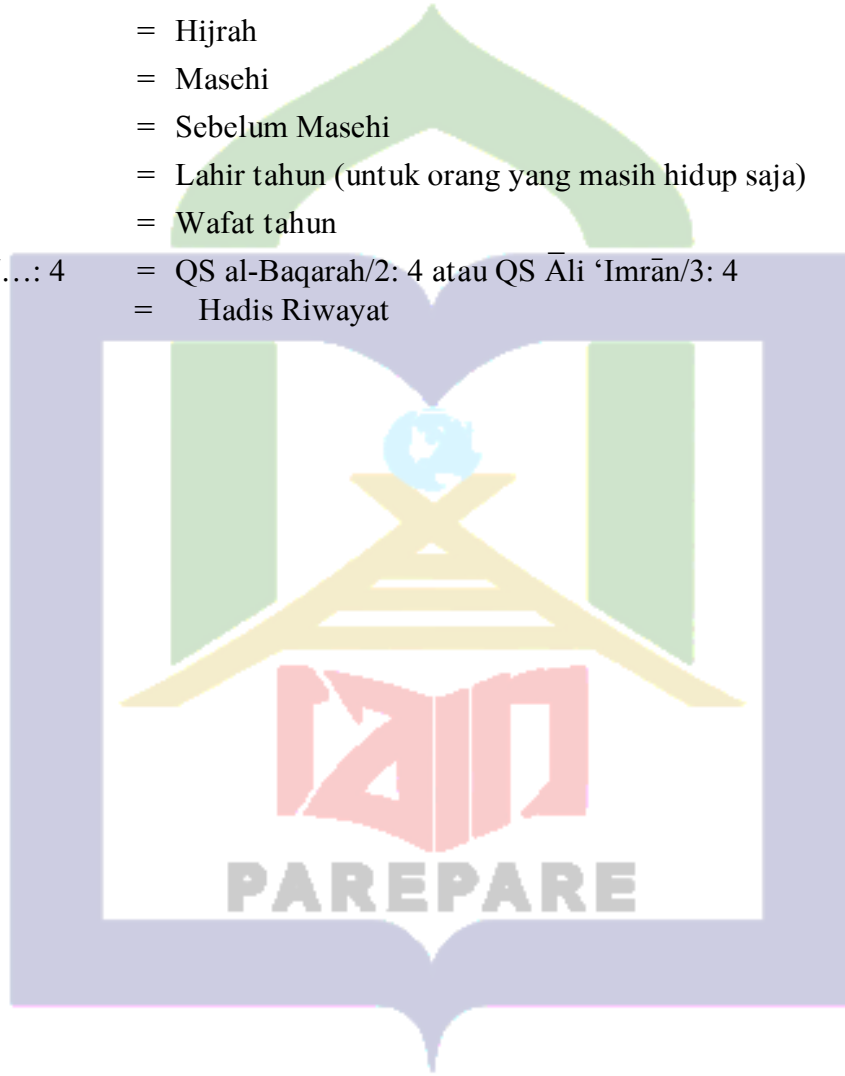 = Hijrah
= Masehi
= Sebelum Masehi
= Lahir tahun (untuk orang yang masih hidup saja)
= Wafat tahun
…: 4 = QS al-Baqarah/2: 4 atau QS Āli ‘Imrān/3: 4
= Hadis Riwayat
iain
PAREPARE